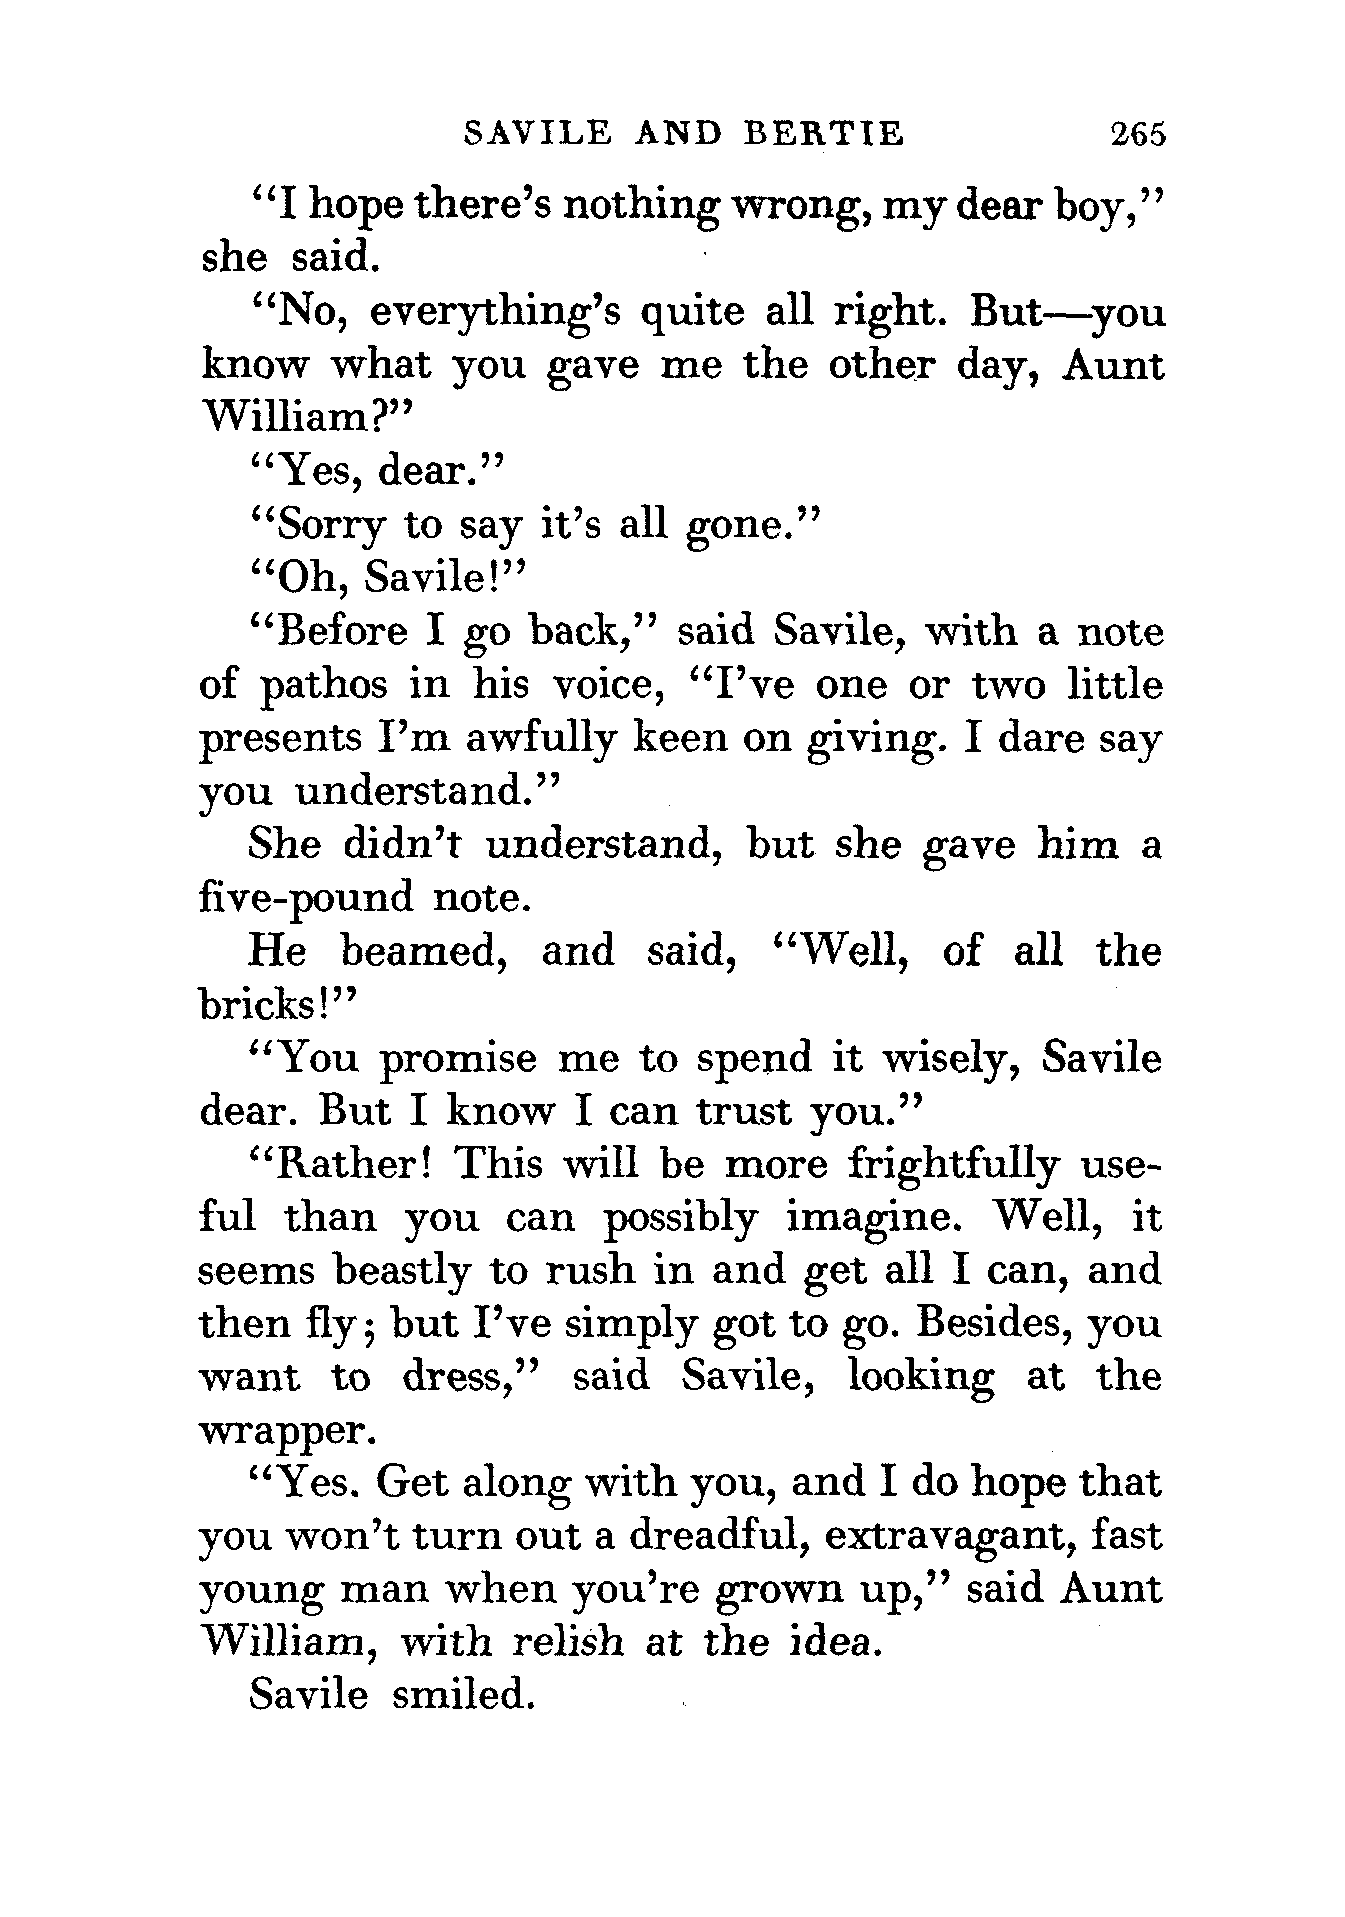 SAVILE AND BERTIE 265
“I hope there’s nothing wrong, my dear boy,”
she said.
“No, everything’s quite all right. But—you
know what you gave me the other day, Aunt
William?”
“Yes, dear.”
“Sorry to say it’s all gone.”
“Oh, Savile!”
“Before I go back,” said Savile, with a note
of pathos in his voice, “I’ve one or two little
presents I’m awfully keen on giving. I dare say
you understand.”
She didn’t understand, but she gave him a
five-pound note.
He beamed, and said, “Well, of all the
bricks!”
“You promise me to spend it wisely, Savile
dear. But I know I can trust you.”
“Rather! This will be more frightfully use-
ful than you can possibly imagine. Well, it
seems beastly to rush in and get all I can, and
then fly; but I’ve simply got to go. Besides, you
want to dress,” said Savile, looking at the
wrapper.
“Yes. Get along with you, and I do hope that
you won’t turn out a dreadful, extravagant, fast
young man when you’re grown up,” said Aunt
William, with relish at the idea.
Savile smiled.